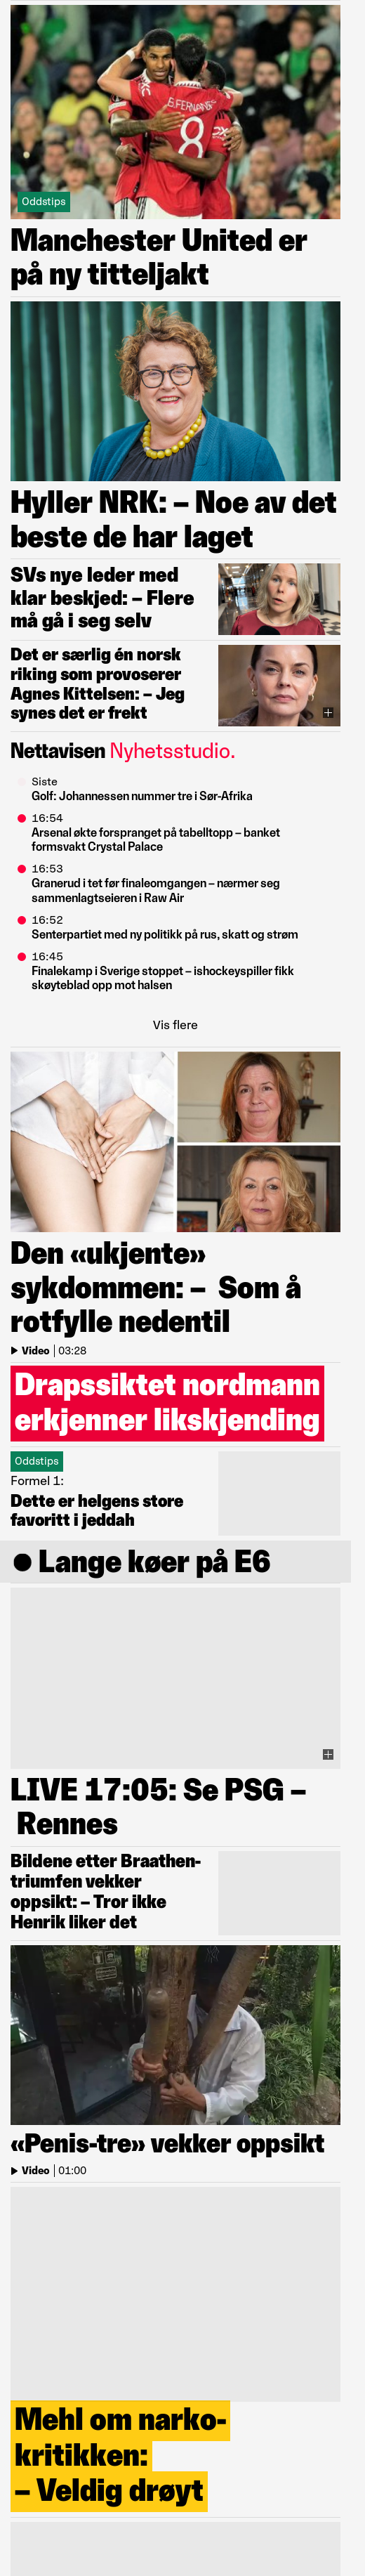 B.FERNANDES
8
Oddstips
Manchester United er
på ny titteljakt
Hyller NRK: – Noe av det
beste de har laget
SVs nye leder med
klar beskjed: – Flere
må gå i seg selv
Det er særlig én norsk
riking som provoserer
Agnes Kittelsen: – Jeg
synes det er frekt
Nettavisen Nyhetsstudio.
Siste
Golf: Johannessen nummer tre i Sør-Afrika
16:54
Arsenal økte forspranget på tabelltopp – banket
formsvakt Crystal Palace
16:53
Granerud i tet før finaleomgangen – nærmer seg
sammenlagtseieren i Raw Air
16:52
Senterpartiet med ny politikk på rus, skatt og strøm
16:45
Finalekamp i Sverige stoppet – ishockeyspiller fikk
skøyteblad opp mot halsen
Vis flere
Den «ukjente»
sykdommen: – Som å
rotfylle nedentil
Video | 03:28
Drapssiktet nordmann
erkjenner likskjending
Oddstips
Formel 1:
Dette er helgens store
favoritt i jeddah
Lange køer på E6
LIVE 17:05: Se PSG –
Rennes
Bildene etter Braathen-
triumfen vekker
oppsikt: – Tror ikke
Henrik liker det
«Penis-tre» vekker oppsikt
Video | 01:00
Mehl om narko-
kritikken:
– Veldig drøyt